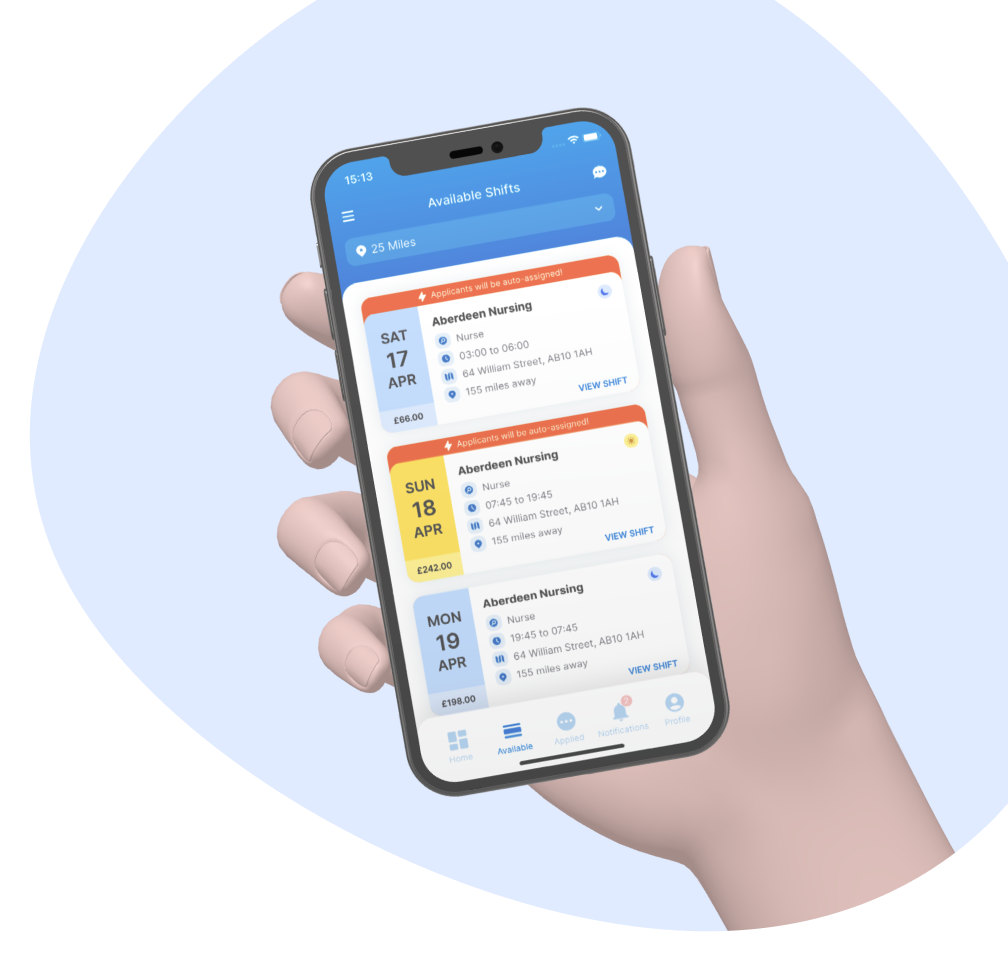 15:13
Available Shifts
25 Miles
Applicants will be auto-assigned!
SAT
17
APR
£66.00
Aberdeen Nursing
Nurse
03:00 to 06:00
64 William Street, AB10 1AH
155 miles away
VIEW SHIFT
Applicants will be auto-assigned!
SUN
18
APR
£242.00
Aberdeen Nursing
Nurse
07:45 to 19:45
64 William Street, AB10 1AH
155 miles away
VIEW SHIFT
MON
19
APR
£198.00
Aberdeen Nursing
Nurse
19:45 to 07:45
64 William Street, AB10 1AH
155 miles away
VIEW SHIFT
Home
Available
Applied
Notifications
Profile